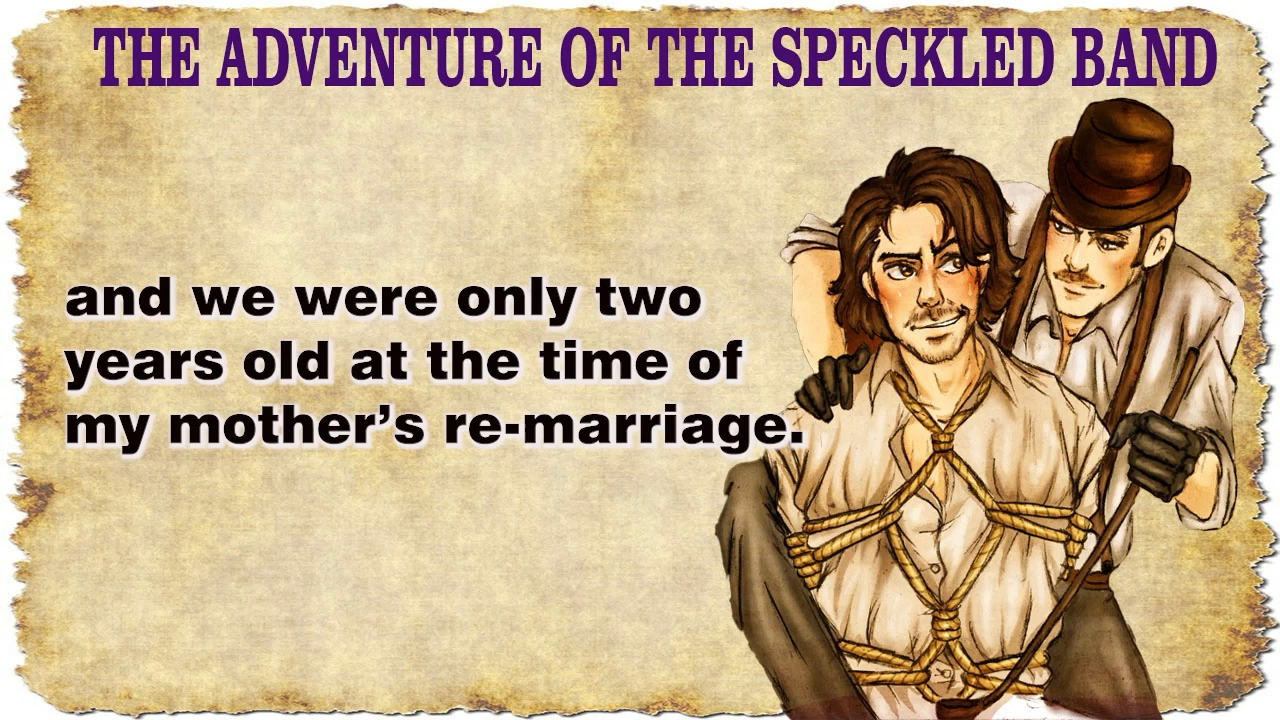 THE ADVENTURE OF THE SPECKLED BAND
and we were only two
years old at the time of
my mother’s re-marriage.